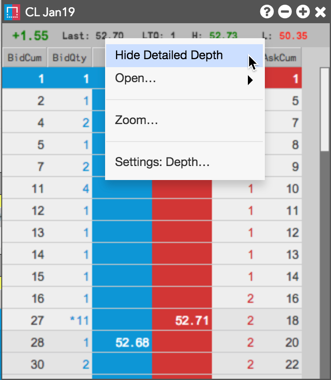 CL Jan19
+1.55 Last: 52.70 LTQ: 1 H: 52.73 L: 50.35
BidCum BidQty AskCum
Hide Detailed Depth
Open...
Zoom...
Settings: Depth...
1 1 1
2 1 5
4 2 7
5 1 8
7 2 9
11 4 1 10
12 1 1 11
13 1 1 12
14 1 1 13
15 1 1 14
16 1 2 16
27 *11 52.71 2 18
28 1 52.68 2 20
30 2 2 22